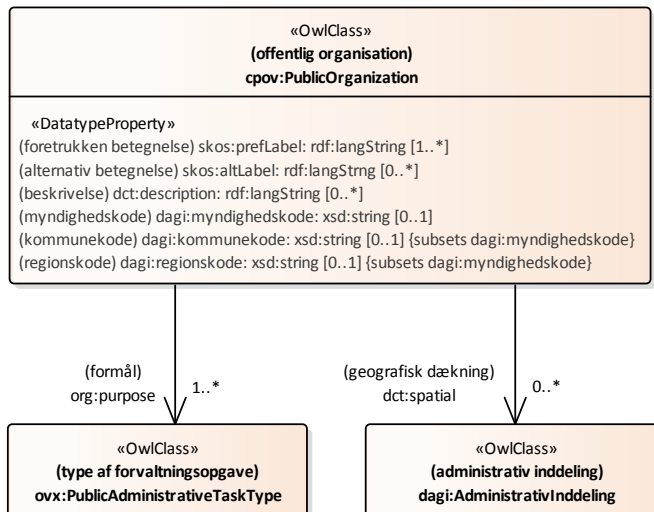 «OwlClass»
(offentlig organisation)
cpov:PublicOrganization
«DatatypeProperty»
(foretrukken betegnelse) skos:prefLabel: rdf:langString [1..*]
(alternativ betegnelse) skos:altLabel: rdf:langStrng [0..*]
(beskrivelse) dct:description: rdf:langString [0..*]
(myndighedskode) dagi:myndighedskode: xsd:string [0..1]
(kommunekode) dagi:kommunekode: xsd:string [0..1] {subsets dagi:myndighedskode}
(regionskode) dagi:regionskode: xsd:string [0..1] {subsets dagi:myndighedskode}
(formål)
org:purpose
1..*
(geografisk dækning)
dct:spatial
0..*
«OwlClass»
(type af forvaltningsopgave)
ovx:PublicAdministrativeTaskType
«OwlClass»
(administrativ inddeling)
dagi:AdministrativInddeling